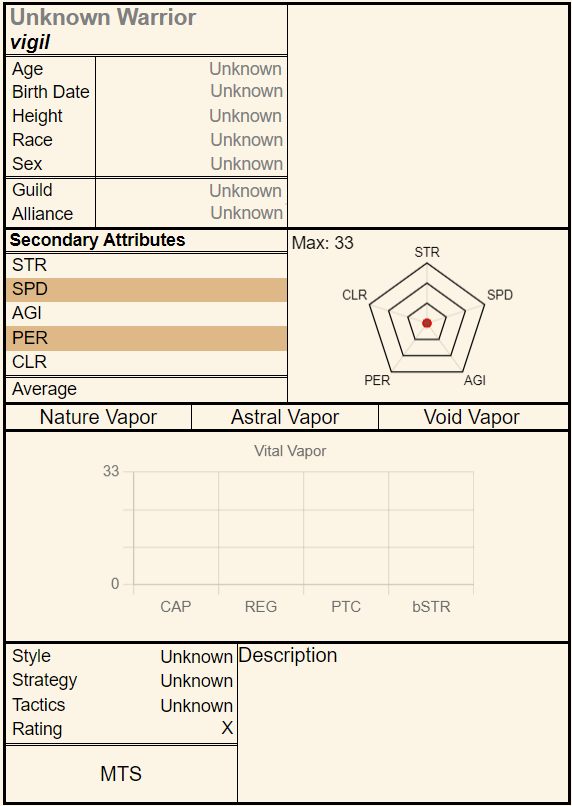 Unknown Warrior
vigil
Age Unknown
Birth Date Unknown
Height Unknown
Race Unknown
Sex Unknown
Guild Unknown
Alliance Unknown
Secondary Attributes
STR
SPD
AGI
PER
CLR
Average
Max: 33
STR
CLR SPD
PER AGI
Nature Vapor Astral Vapor Void Vapor
Vital Vapor
33
0
CAP REG PTC bSTR
Style Unknown
Strategy Unknown
Tactics Unknown
Rating X
MTS
Description